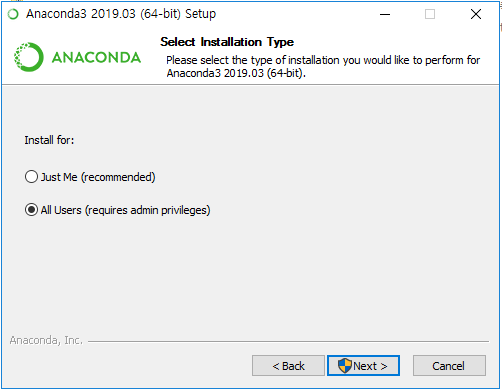 Anaconda3 2019.03 (64-bit) Setup
ANACONDA
Select Installation Type
Please select the type of installation you would like to perform for
Anaconda3 2019.03 (64-bit).
Install for:
Just Me (recommended)
All Users (requires admin privileges)
Anaconda, Inc.
< Back
Next >
Cancel